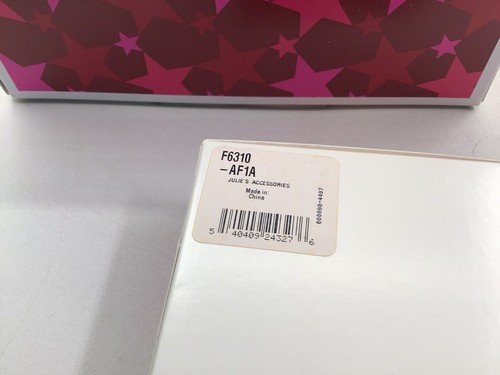 F6310
-AF1A
JULIE'S ACCESSORIES
Made in:
China
5 40409 24327 6
000000-4407